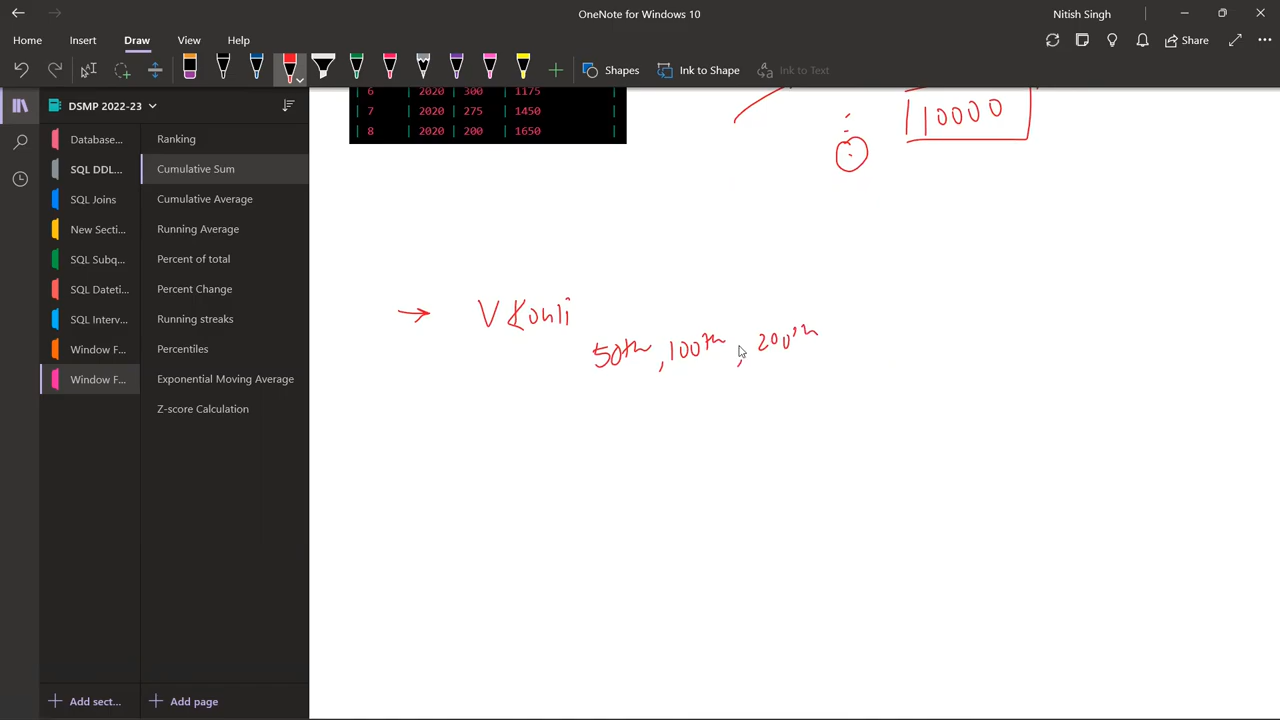 OneNote for Windows 10
Nitish Singh
Home
Insert
Draw
View
Help
Share
Shapes
Ink to Shape
Ink to Text
DSMP 2022-23
Database...
SQL DDL...
SQL Joins
New Secti...
SQL Subq...
SQL Dateti...
SQL Interv...
Window F...
Window F...
Add sect...
Ranking
Cumulative Sum
Cumulative Average
Running Average
Percent of total
Percent Change
Running streaks
Percentiles
Exponential Moving Average
Z-score Calculation
Add page
| 6 | 2020 | 300 | 1175 |
| 7 | 2020 | 275 | 1450 |
| 8 | 2020 | 200 | 1650 |
10000
→ V Kohli
50th, 100th, 200th